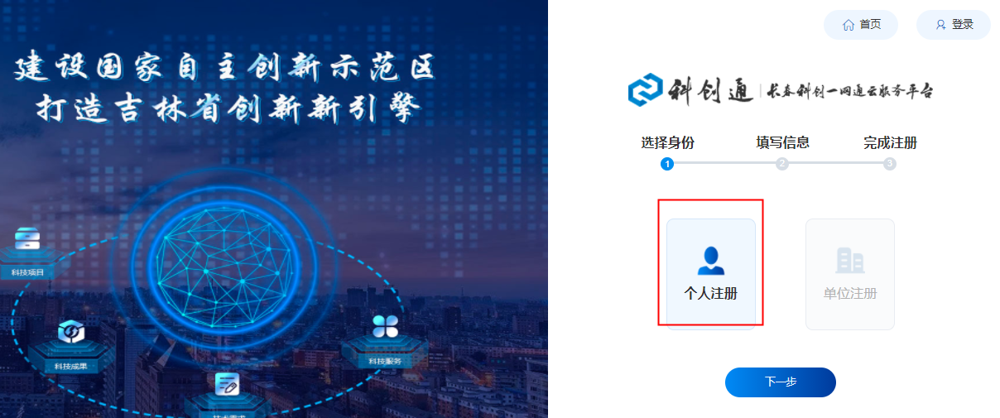 建设国家自主创新示范区
打造吉林省创新新引擎
科技项目
科技成果
科技服务
技术需求
首页
登录
科创通 | 长春科创一网通云服务平台
选择身份
填写信息
完成注册
1
2
3
个人注册
单位注册
下一步